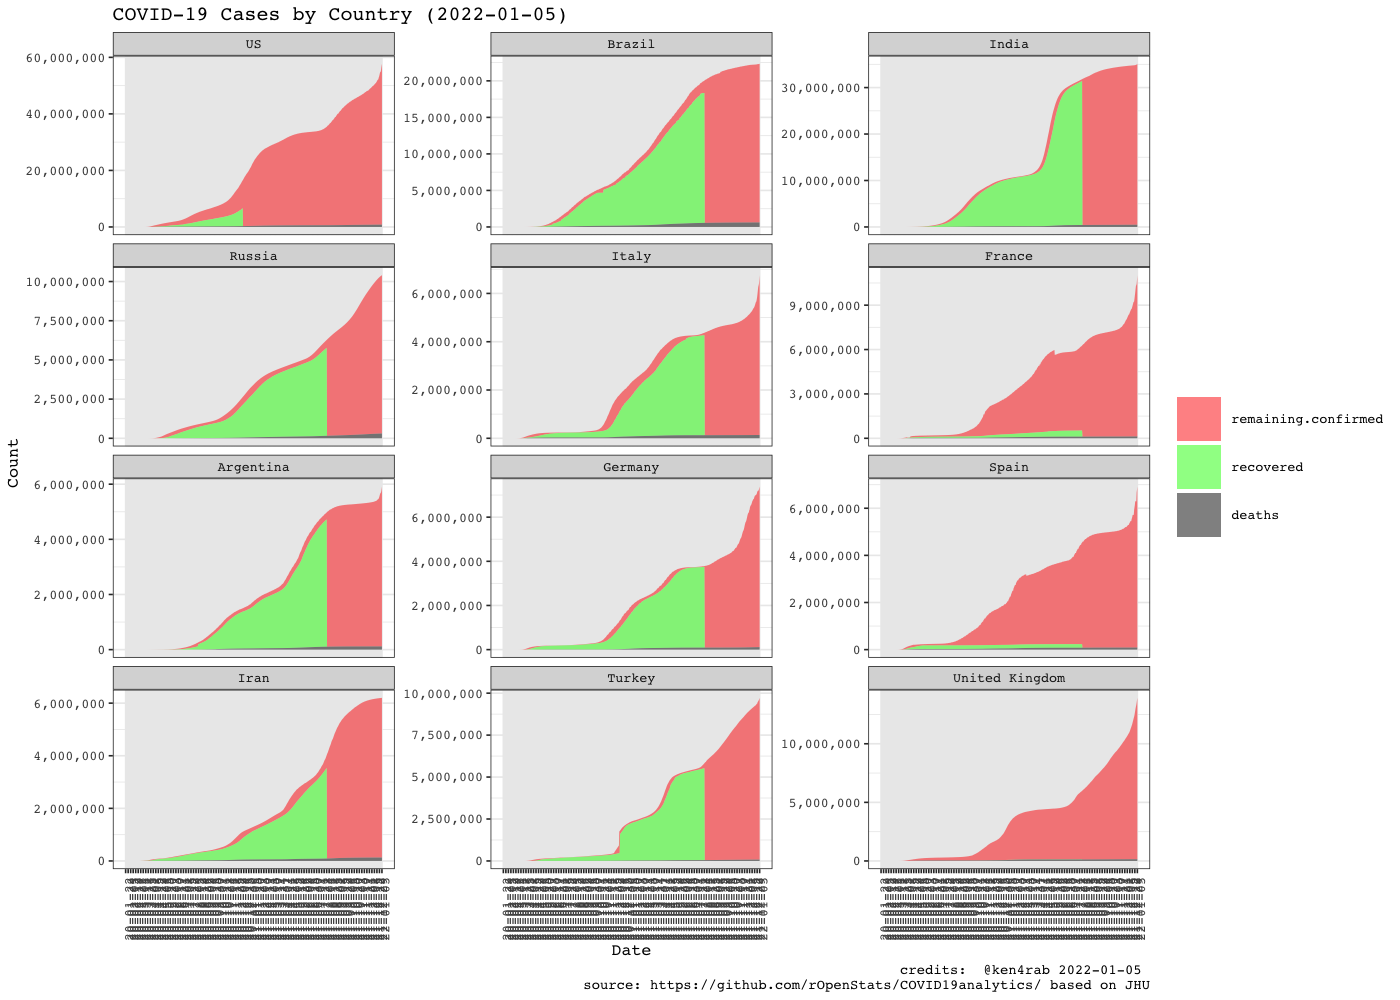 COVID-19 Cases by Country (2022-01-05)
US
Brazil
India
60,000,000
40,000,000
20,000,000
0
20,000,000
15,000,000
10,000,000
5,000,000
0
30,000,000
20,000,000
10,000,000
0
Russia
Italy
France
10,000,000
7,500,000
5,000,000
2,500,000
0
6,000,000
4,000,000
2,000,000
0
9,000,000
6,000,000
3,000,000
0
Argentina
Germany
Spain
6,000,000
4,000,000
2,000,000
0
6,000,000
4,000,000
2,000,000
0
6,000,000
4,000,000
2,000,000
0
Iran
Turkey
United Kingdom
6,000,000
4,000,000
2,000,000
0
10,000,000
7,500,000
5,000,000
2,500,000
0
10,000,000
5,000,000
0
Count
Date
remaining.confirmed
recovered
deaths
credits: @ken4rab 2022-01-05
source: https://github.com/rOpenStats/COVID19analytics/ based on JHU